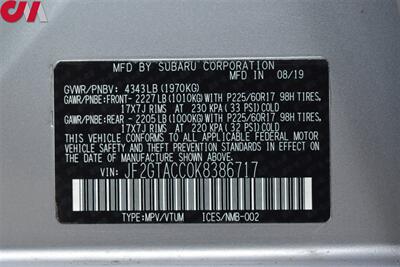 CIA
MFD BY SUBARU CORPORATION
GVWR/PNBV: 4343LB (1970KG) MFD IN 08/19
GAWR/PNBE:FRONT- 2227LB (1010KG)WITH P225/60R17 98H TIRES,
17X7J RIMS AT 230 KPA (33 PSI) COLD
GAWR/PNBE:REAR - 2205LB (1000KG)WITH P225/60R17 98H TIRES,
17X7J RIMS AT 220 KPA (32 PSI) COLD
THIS VEHICLE CONFORMS TO ALL APPLICABLE FEDERAL MOTOR
VEHICLE SAFETY, BUMPER, AND THEFT PREVENTION
STANDARDS IN EFFECT ON THE DATE OF MANUFACTURE
SHOWN ABOVE.
VIN: JF2GTACC0K8386717
TYPE:MPV/VTUM ICES/NMB-002